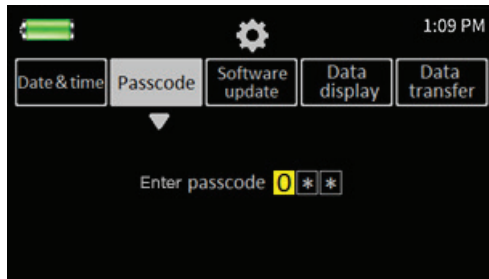 1:09 PM
Date & time Passcode Software update Data display Data transfer
Enter passcode 0 * *